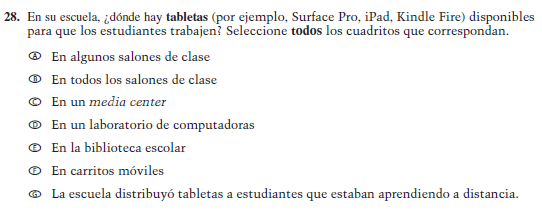 28. En su escuela, ¿dónde hay tabletas (por ejemplo, Surface Pro, iPad, Kindle Fire) disponibles
para que los estudiantes trabajen? Seleccione todos los cuadritos que correspondan.
Ⓐ En algunos salones de clase
Ⓑ En todos los salones de clase
Ⓒ En un media center
Ⓓ En un laboratorio de computadoras
Ⓔ En la biblioteca escolar
Ⓕ En carritos móviles
Ⓖ La escuela distribuyó tabletas a estudiantes que estaban aprendiendo a distancia.